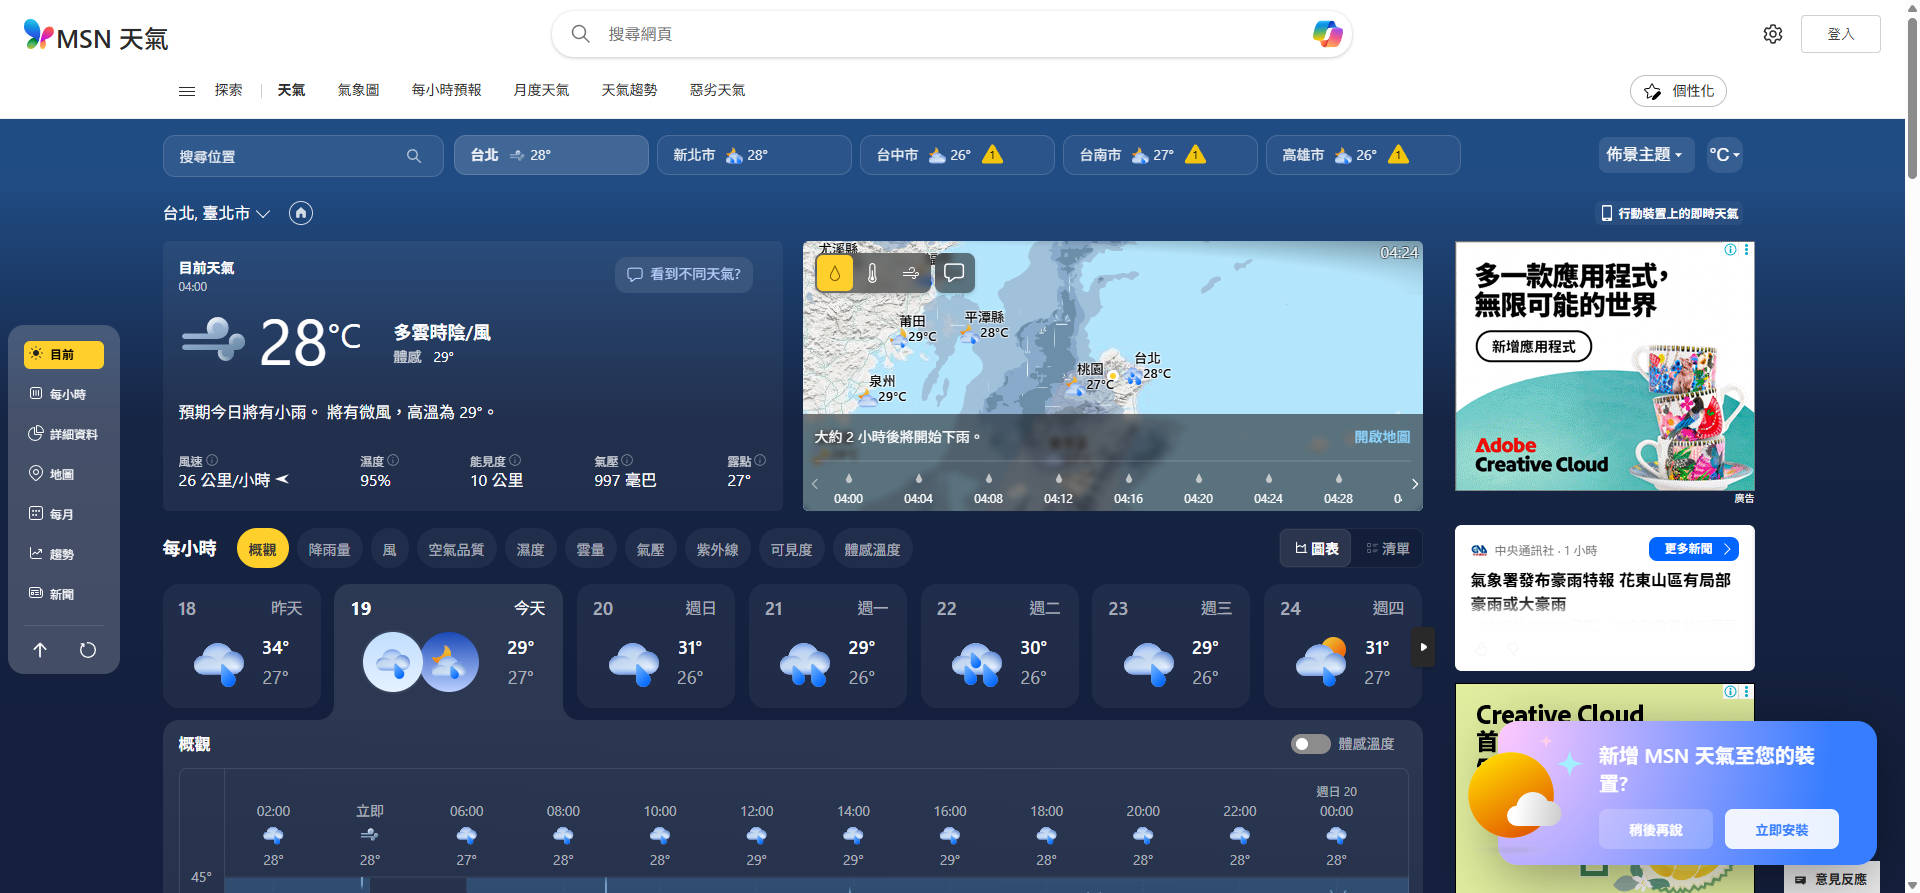 MSN 天氣
搜尋網頁
登入
探索
天氣
氣象圖
每小時預報
月度天氣
天氣趨勢
惡劣天氣
個性化
搜尋位置
台北 28°
新北市 28°
台中市 26° 1
台南市 27° 1
高雄市 26° 1
佈景主題
°C
台北, 臺北市
行動裝置上的即時天氣
目前天氣
04:00
看到不同天氣?
28°C
多雲時陰/風
體感 29°
預期今日將有小雨。 將有微風，高溫為 29°。
風速
26 公里/小時
濕度
95%
能見度
10 公里
氣壓
997 毫巴
露點
27°
尤溪縣
04:24
莆田
29°C
平潭縣
28°C
台北
28°C
桃園
27°C
泉州
29°C
大約 2 小時後將開始下雨。
開啟地圖
04:00
04:04
04:08
04:12
04:16
04:20
04:24
04:28
多一款應用程式，
無限可能的世界
新增應用程式
Adobe
Creative Cloud
廣告
目前
每小時
詳細資料
地圖
每月
趨勢
新聞
每小時
概觀
降雨量
風
空氣品質
濕度
雲量
氣壓
紫外線
可見度
體感溫度
圖表
清單
18 昨天
34°
27°
19 今天
29°
27°
20 週日
31°
26°
21 週一
29°
26°
22 週二
30°
26°
23 週三
29°
26°
24 週四
31°
27°
中央通訊社 · 1 小時
更多新聞
氣象署發布豪雨特報 花東山區有局部
豪雨或大豪雨
概觀
體感溫度
週日 20
02:00
立即
06:00
08:00
10:00
12:00
14:00
16:00
18:00
20:00
22:00
00:00
28°
28°
27°
28°
28°
29°
29°
29°
28°
28°
28°
28°
45°
Creative Cloud
首
新增 MSN 天氣至您的裝
置?
稍後再說
立即安裝
意見反應